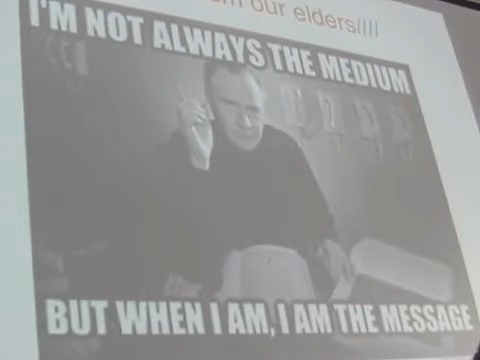 our elders////
I'M NOT ALWAYS THE MEDIUM
BUT WHEN I AM, I AM THE MESSAGE